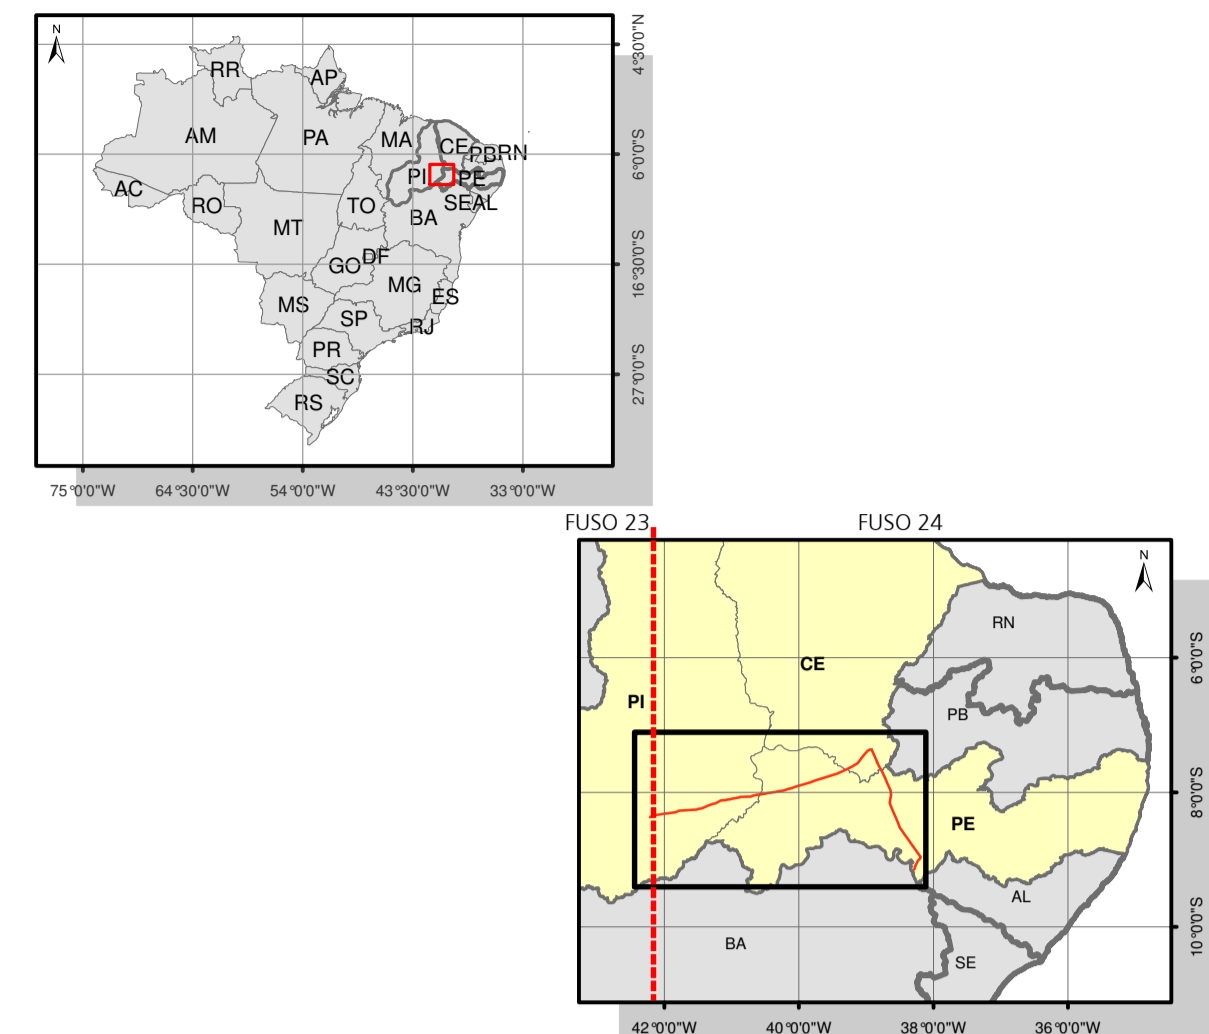 N
4°30'0"N
RR
AP
AM
PA
MA
CE
PB
RN
6°0'0"S
PI
PE
AC
RO
TO
SE
AL
MT
BA
DF
GO
16°30'0"S
MG
MS
ES
SP
RJ
PR
SC
27°0'0"S
RS
75°0'0"W 64°30'0"W 54°0'0"W 43°30'0"W 33°0'0"W
FUSO 23 FUSO 24
N
RN
6°0'0"S
CE
PI
PB
8°0'0"S
PE
AL
10°0'0"S
BA
SE
42°0'0"W 40°0'0"W 38°0'0"W 36°0'0"W